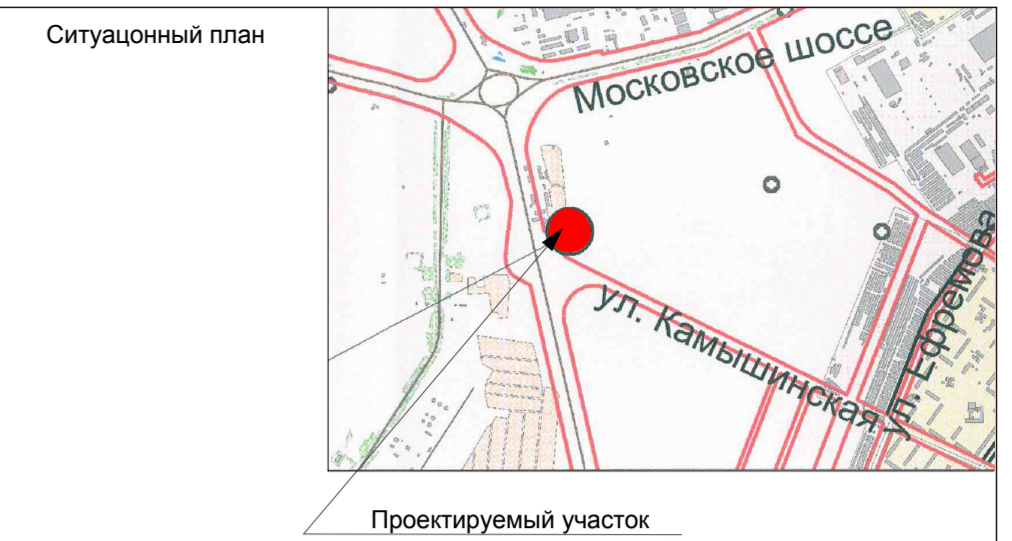 Ситуацонный план
Московское шоссе
ул. Камышинская
ул. Ефремова
Проектируемый участок